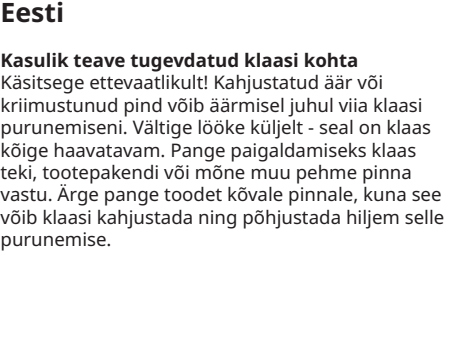 Eesti
Kasulik teave tugevdatud klaasi kohta
Käsitsege ettevaatlikult! Kahjustatud äär või
kriimustunud pind võib äärmisel juhul viia klaasi
purunemiseni. Vältige lööke küljelt - seal on klaas
kõige haavatavam. Pange paigaldamiseks klaas
teki, tootepakendi või mõne muu pehme pinna
vastu. Ärge pange toodet kõvale pinnale, kuna see
võib klaasi kahjustada ning põhjustada hiljem selle
purunemise.